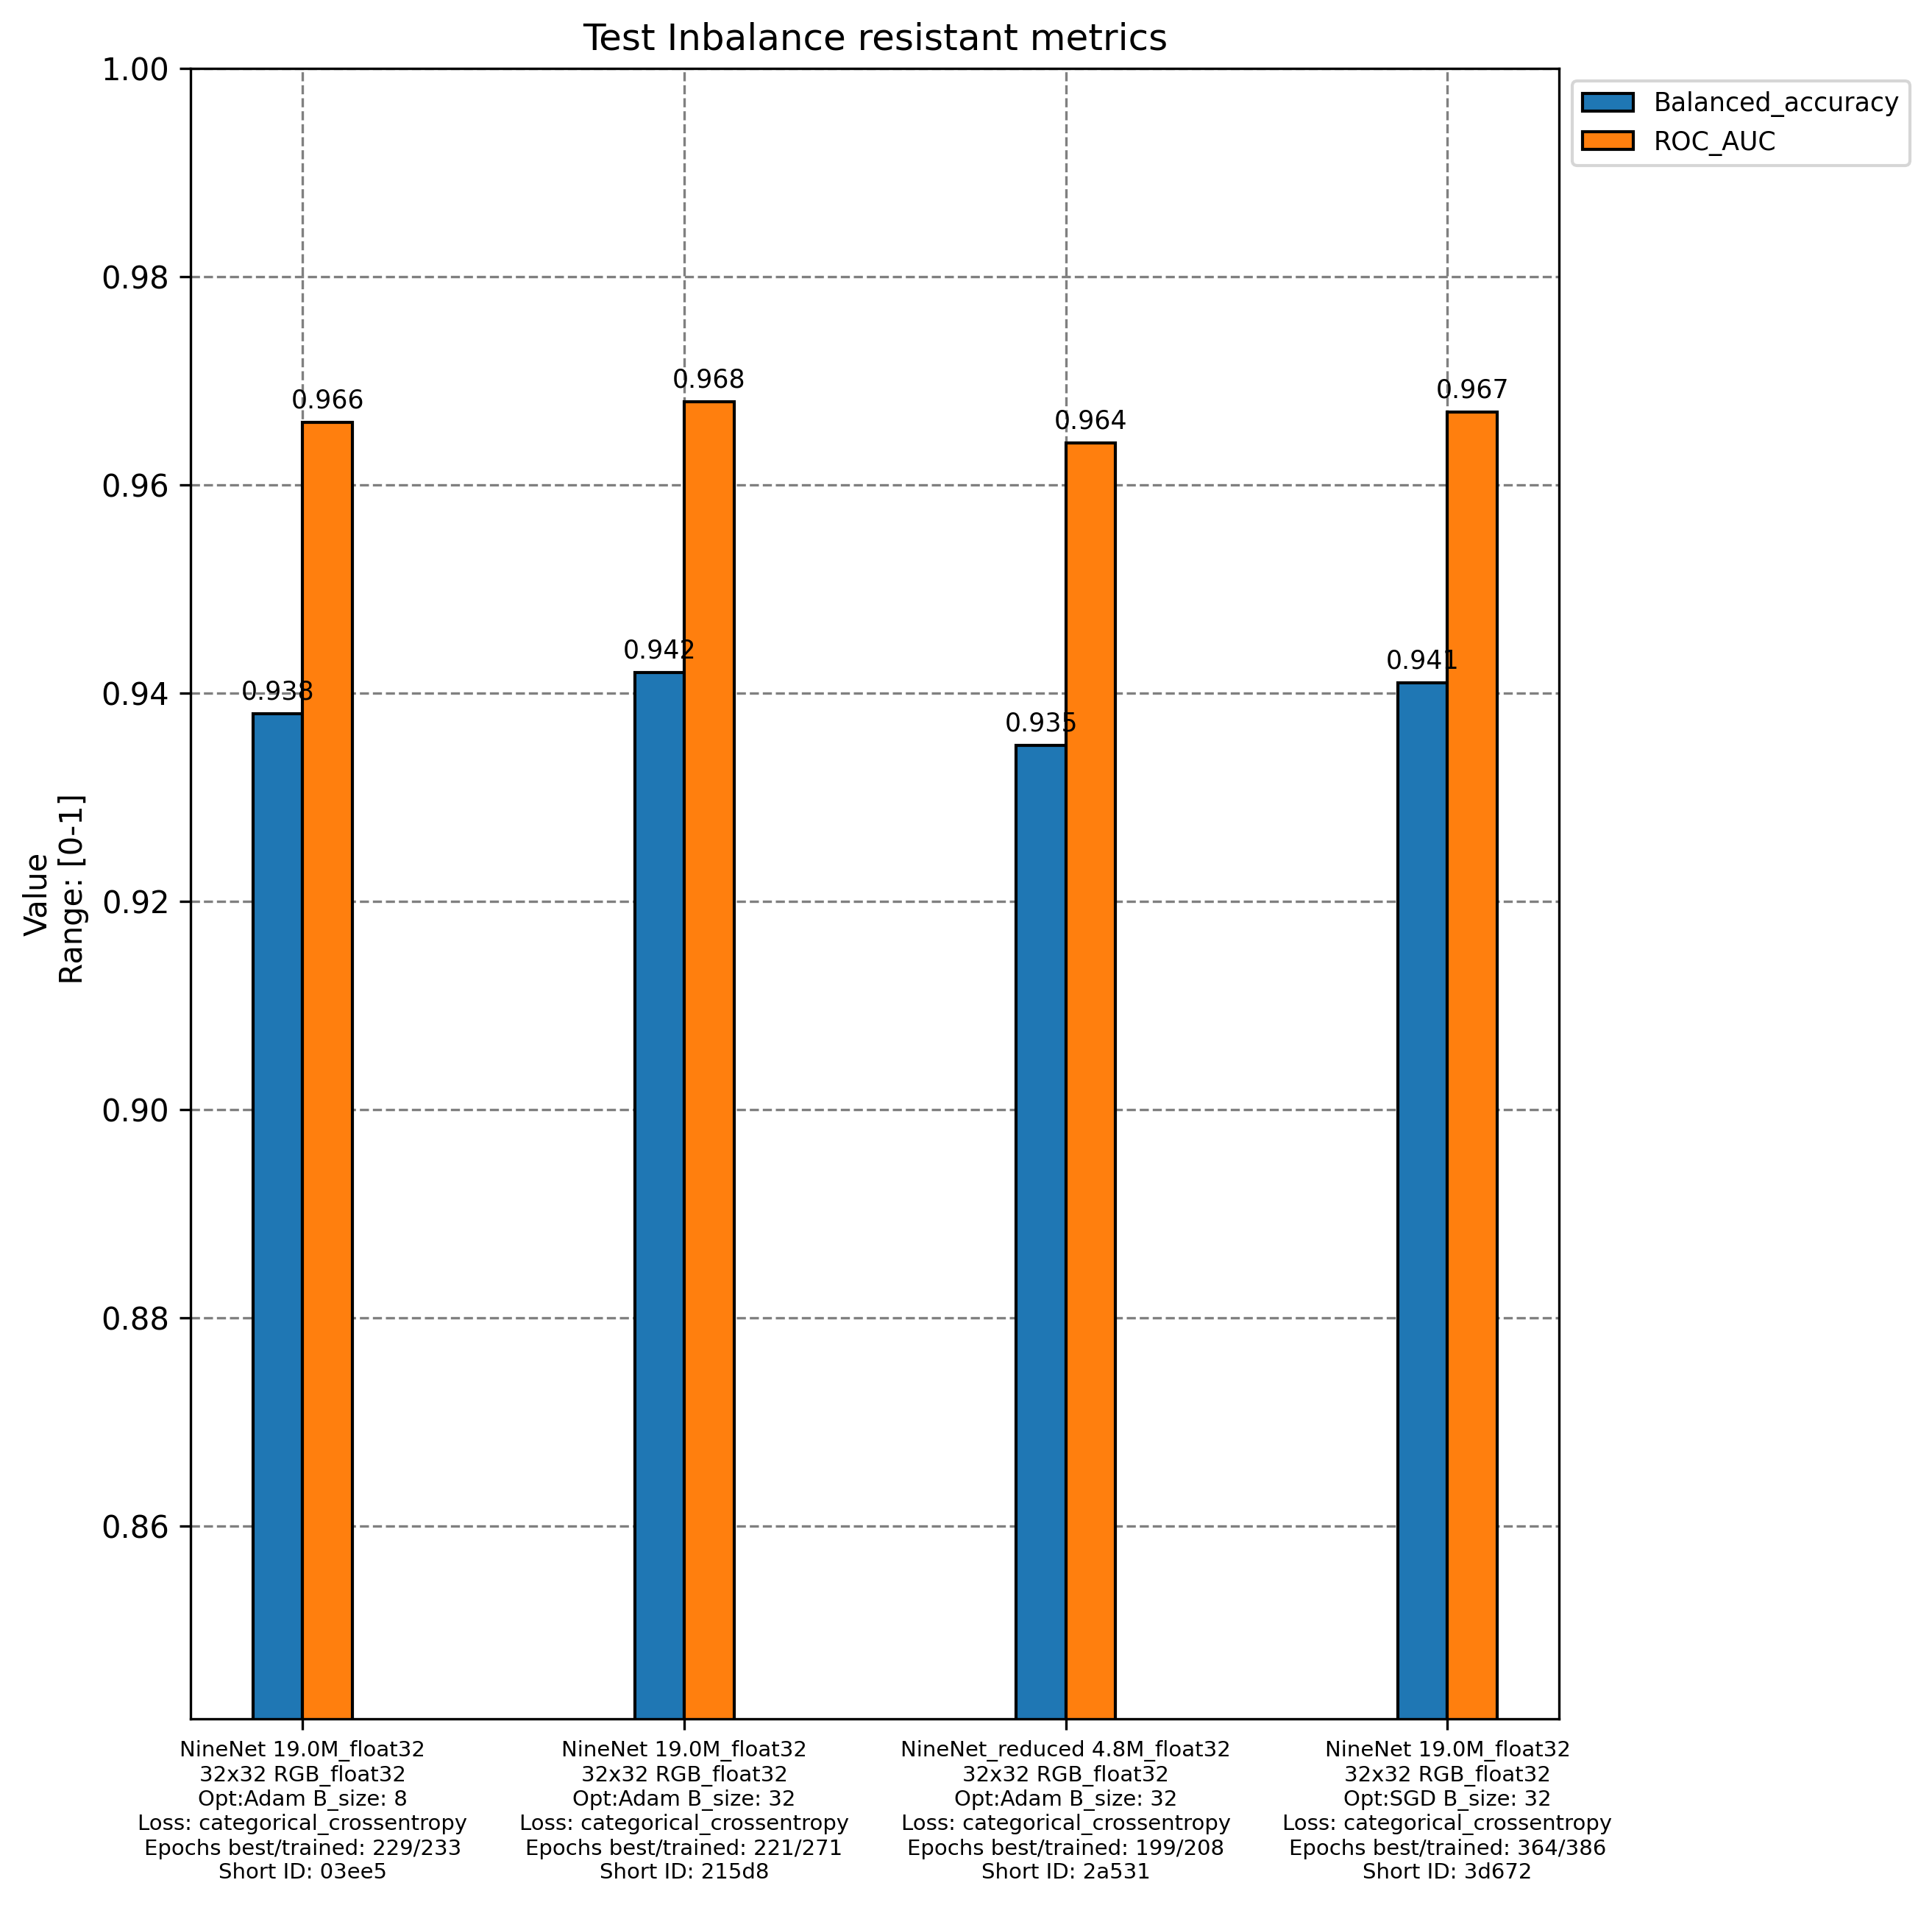 Test Inbalance resistant metrics
Balanced_accuracy
ROC_AUC
Value
Range: [0-1]
1.00
0.98
0.96
0.94
0.92
0.90
0.88
0.86
0.966
0.968
0.964
0.967
0.938
0.942
0.935
0.941
NineNet 19.0M_float32
32x32 RGB_float32
Opt:Adam B_size: 8
Loss: categorical_crossentropy
Epochs best/trained: 229/233
Short ID: 03ee5
NineNet 19.0M_float32
32x32 RGB_float32
Opt:Adam B_size: 32
Loss: categorical_crossentropy
Epochs best/trained: 221/271
Short ID: 215d8
NineNet_reduced 4.8M_float32
32x32 RGB_float32
Opt:Adam B_size: 32
Loss: categorical_crossentropy
Epochs best/trained: 199/208
Short ID: 2a531
NineNet 19.0M_float32
32x32 RGB_float32
Opt:SGD B_size: 32
Loss: categorical_crossentropy
Epochs best/trained: 364/386
Short ID: 3d672